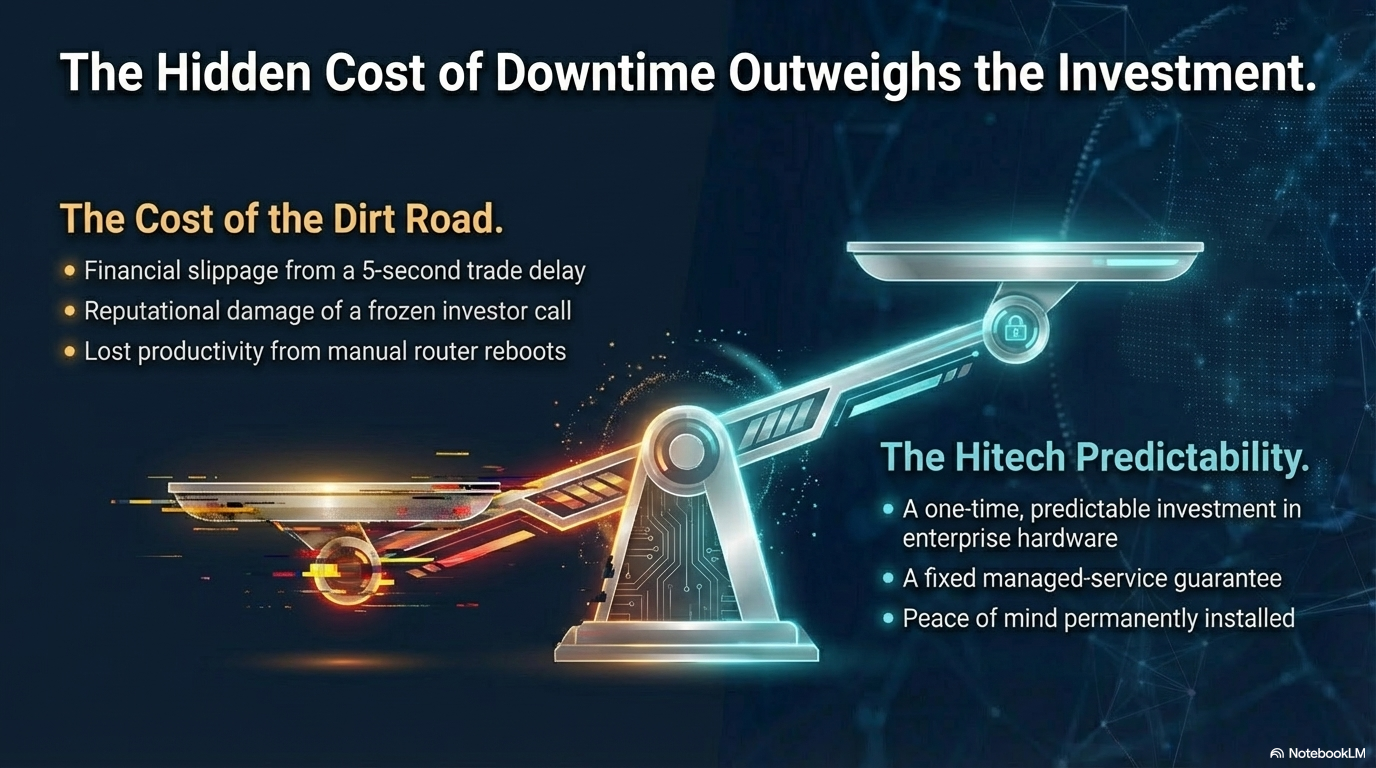 The Hidden Cost of Downtime Outweighs the Investment.
The Cost of the Dirt Road.
• Financial slippage from a 5-second trade delay
• Reputational damage of a frozen investor call
• Lost productivity from manual router reboots
The Hitech Predictability.
• A one-time, predictable investment in
enterprise hardware
• A fixed managed-service guarantee
• Peace of mind permanently installed
NotebookLM